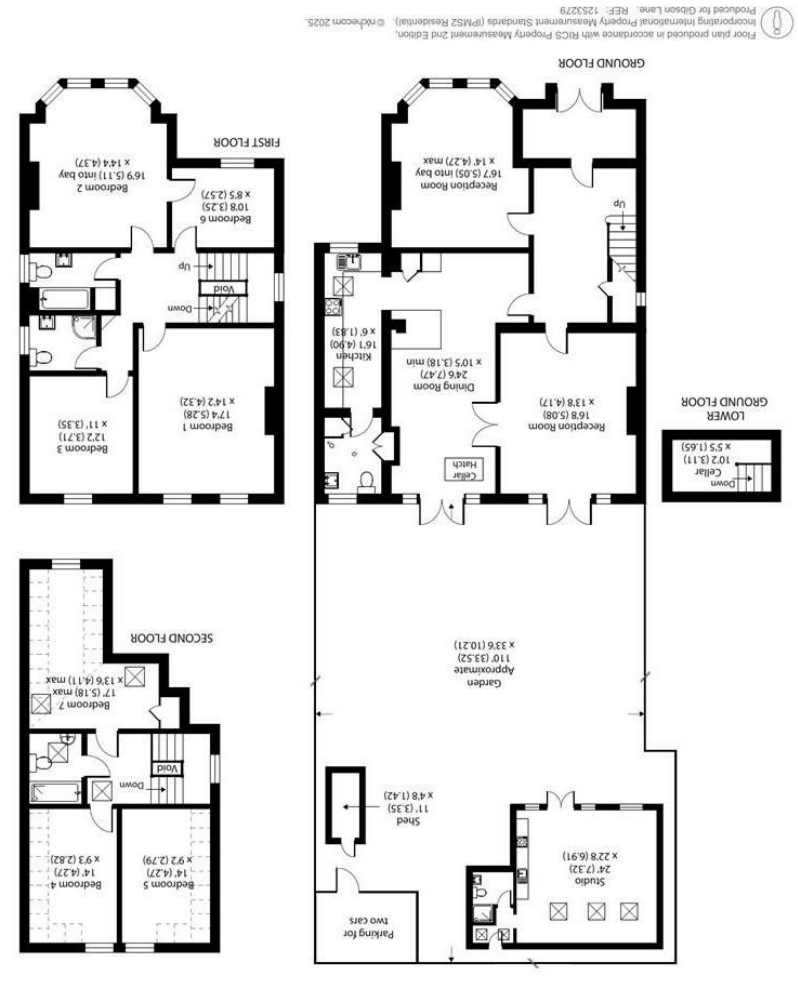 Parking for
two cars
Studio
24' (7.32)
x 22'8 (6.91)
Shed
11' (3.35)
x 4'8 (1.42)
Garden
Approximate
110' (33.52)
x 33'6 (10.21)
Bedroom 5
14' (4.27)
x 9'2 (2.79)
Bedroom 4
14' (4.27)
x 9'3 (2.82)
Down
Void
Bedroom 7
17' (5.18) max
x 13'6 (4.11) max
SECOND FLOOR
Down
Cellar
10'2 (3.11)
x 5'5 (1.65)
LOWER
GROUND FLOOR
Cellar
Hatch
Reception Room
16'8 (5.08)
x 13'8 (4.17)
Dining Room
24'6 (7.47)
x 10'5 (3.18) min
Kitchen
16'1 (4.90)
x 6' (1.83)
Up
Reception Room
16'7 (5.05) into bay
x 14' (4.27) max
GROUND FLOOR
Bedroom 1
17'4 (5.28)
x 14'2 (4.32)
Bedroom 3
12'2 (3.71)
x 11' (3.35)
Down
Void
Up
Bedroom 6
10'8 (3.25)
x 8'5 (2.57)
Bedroom 2
16'9 (5.11) into bay
x 14'4 (4.37)
FIRST FLOOR
Floor plan produced in accordance with RICS Property Measurement 2nd Edition,
Incorporating International Property Measurement Standards (IPMS2 Residential). ©nichecom 2025.
Produced for Gibson Lane. REF: 1253279